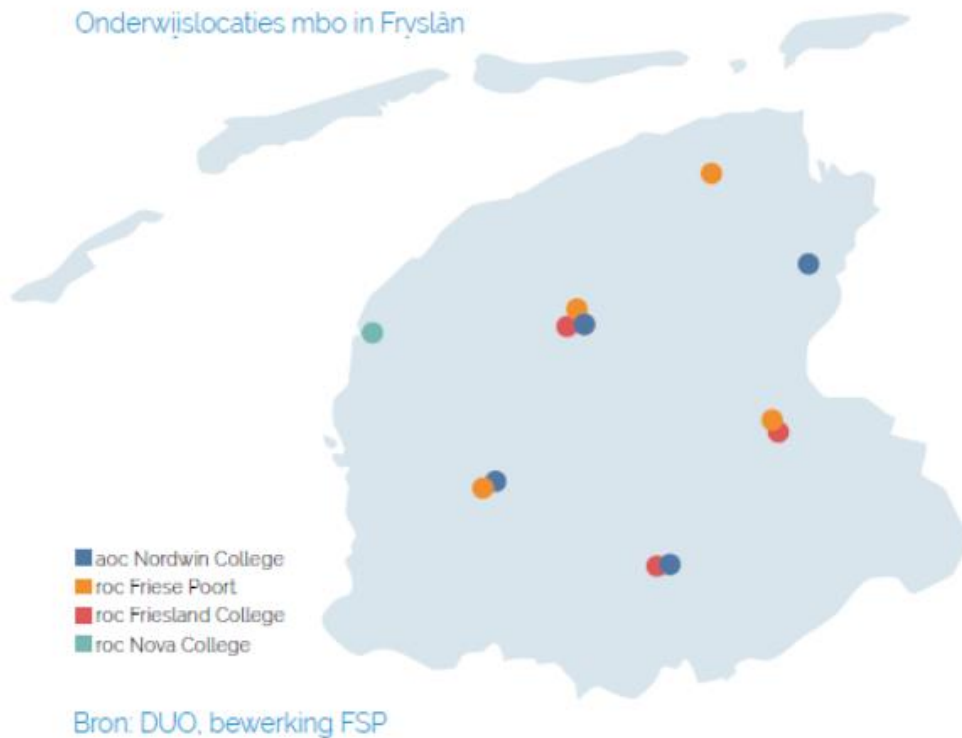 Onderwijslocaties mbo in Fryslân
aoc Nordwin College
roc Friese Poort
roc Friesland College
roc Nova College
Bron: DUO, bewerking FSP